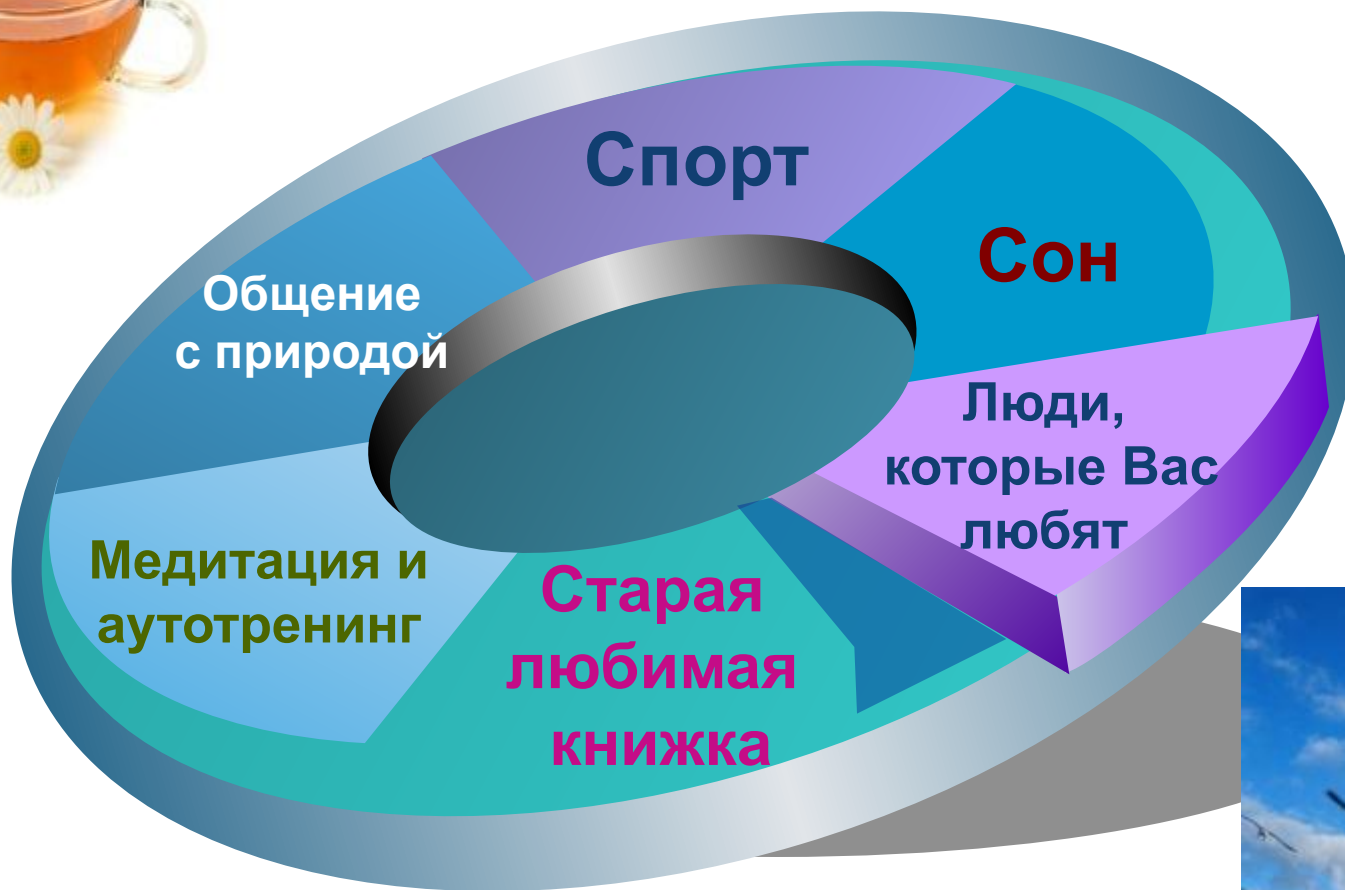 Спорт
Сон
Общение
с природой
Люди,
которые Вас
любят
Медитация и
аутотренинг
Старая
любимая
книжка